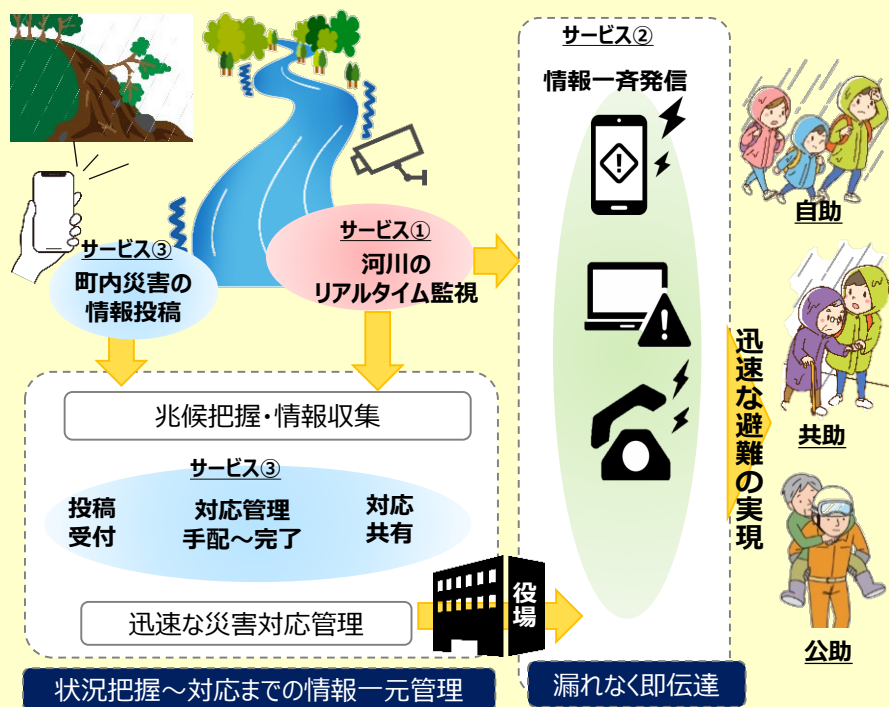 サービス③
町内災害の
情報投稿
サービス①
河川の
リアルタイム監視
兆候把握・情報収集
サービス③
投稿
受付
対応管理
手配～完了
対応
共有
迅速な災害対応管理
役場
状況把握～対応までの情報一元管理
サービス②
情報一斉発信
漏れなく即伝達
迅速な避難の実現
自助
共助
公助